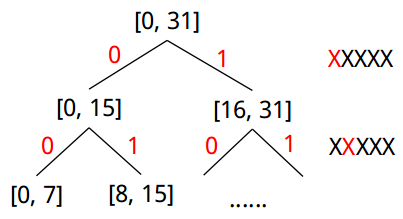 [0, 31]
0 1 XXXXX
[0, 15] [16, 31]
0 1 0 1 XXXXX
[0, 7] [8, 15] ......